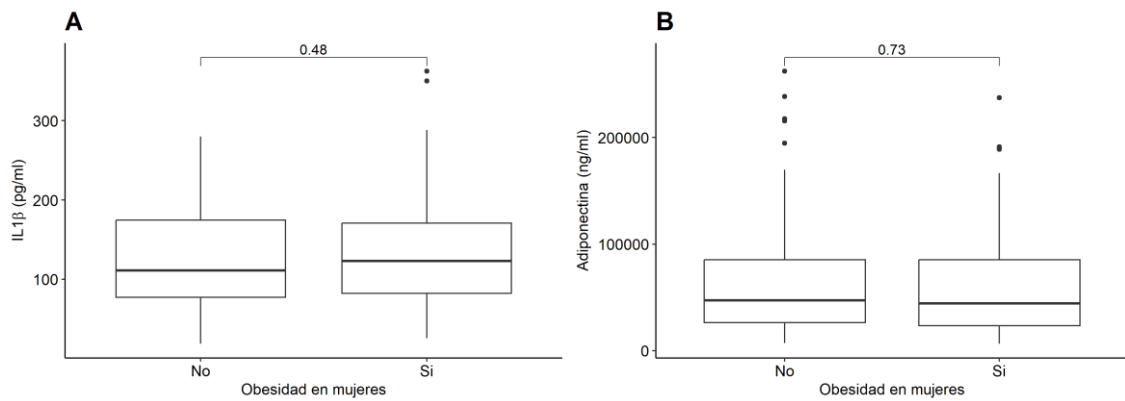 A
0.48
300
200
100
IL1β (pg/ml)
No
Si
Obesidad en mujeres
B
0.73
200000
100000
0
Adiponectina (ng/ml)
No
Si
Obesidad en mujeres